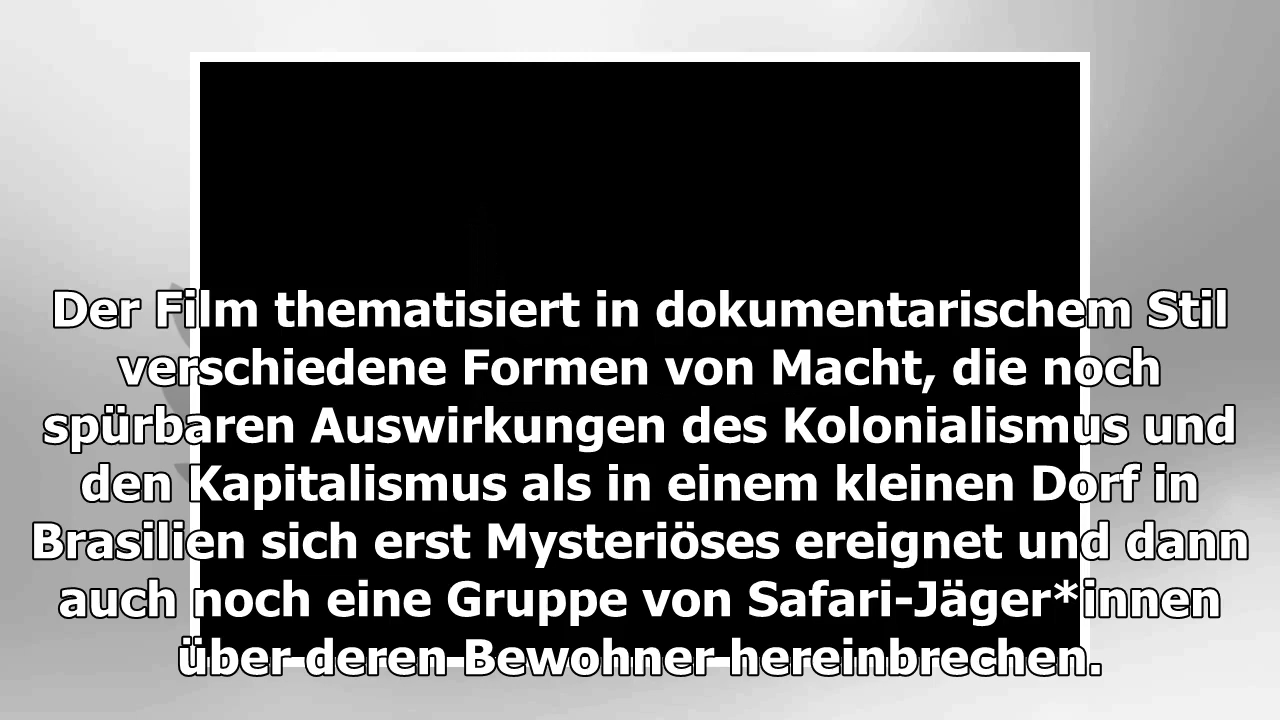 Der Film thematisiert in dokumentarischem Stil
verschiedene Formen von Macht, die noch
spürbaren Auswirkungen des Kolonialismus und
den Kapitalismus als in einem kleinen Dorf in
Brasilien sich erst Mysteriöses ereignet und dann
auch noch eine Gruppe von Safari-Jäger*innen
über deren Bewohner hereinbrechen.